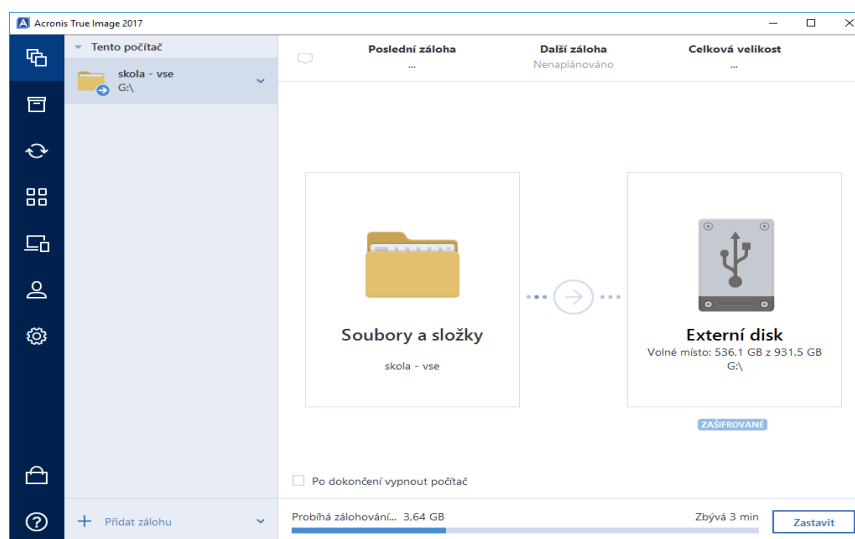 Acronis True Image 2017
Tento počítač
skola - vse
G:\
Poslední záloha
...
Další záloha
Nenaplánováno
Celková velikost
...
Soubory a složky
skola - vse
Externí disk
Volné místo: 536,1 GB z 931,5 GB
G:\
ZAŠIFROVANÉ
Po dokončení vypnout počítač
Přidat zálohu
Probíhá zálohování... 3,64 GB
Zbývá 3 min
Zastavit